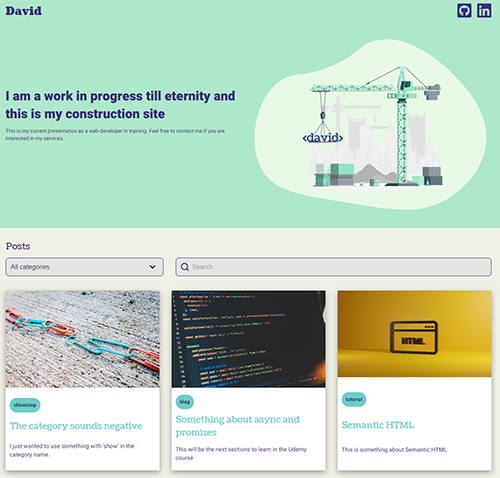 David
I am a work in progress till eternity and
this is my construction site
This is my current presentation as a web developer in training. Feel free to contact me if you are
interested in my services.
<david>
Posts
All categories
Search
HTML
showstop
The category sounds negative
I just wanted to use something with 'show' in the
category name.
blog
Something about async and
promises
This will be the next sections to learn in the Udemy
course
tutorial
Semantic HTML
This is something about Semantic HTML